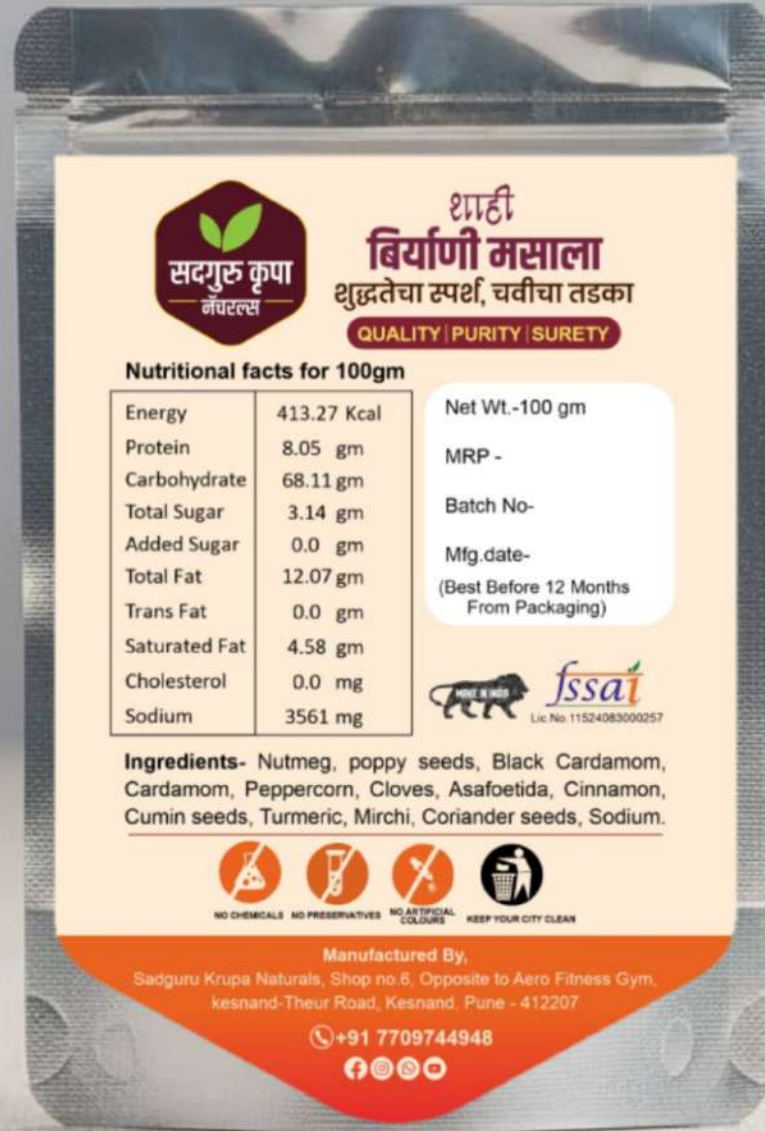 सदगुरु कृपा
नॅचरल्स
शाही
बिर्याणी मसाला
शुद्धतेचा स्पर्श, चवीचा तडका
QUALITY | PURITY | SURETY
Nutritional facts for 100gm
Energy 413.27 Kcal
Protein 8.05 gm
Carbohydrate 68.11 gm
Total Sugar 3.14 gm
Added Sugar 0.0 gm
Total Fat 12.07 gm
Trans Fat 0.0 gm
Saturated Fat 4.58 gm
Cholesterol 0.0 mg
Sodium 3561 mg
Net Wt.-100 gm
MRP -
Batch No-
Mfg.date-
(Best Before 12 Months
From Packaging)
MAKE IN INDIA
fssai
Lic.No.11524083000257
Ingredients- Nutmeg, poppy seeds, Black Cardamom,
Cardamom, Peppercorn, Cloves, Asafoetida, Cinnamon,
Cumin seeds, Turmeric, Mirchi, Coriander seeds, Sodium.
NO CHEMICALS
NO PRESERVATIVES
NO ARTIFICIAL
COLOURS
KEEP YOUR CITY CLEAN
Manufactured By,
Sadguru Krupa Naturals, Shop no.6, Opposite to Aero Fitness Gym,
kesnand-Theur Road, Kesnand. Pune - 412207
+91 7709744948